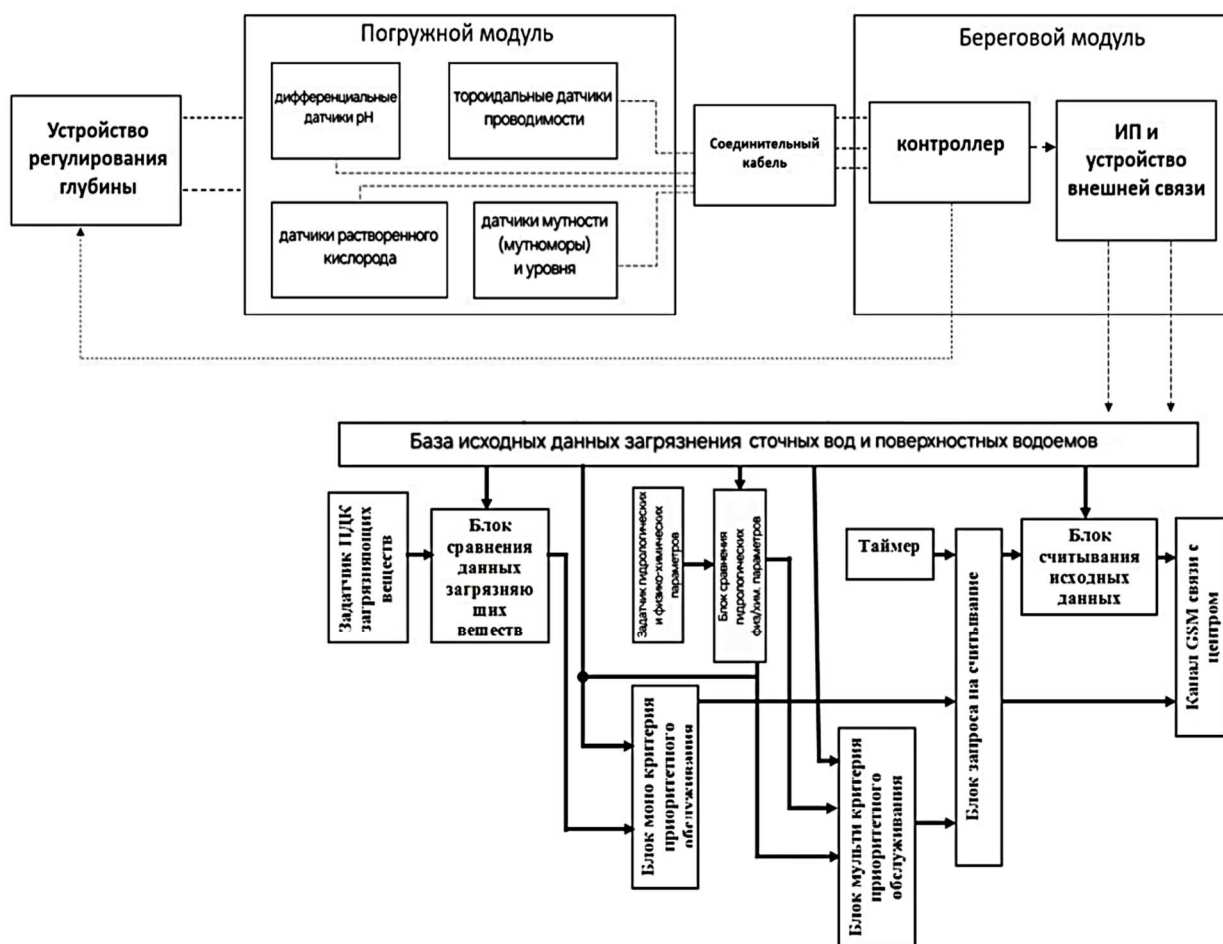 Погружной модуль
Береговой модуль
Устройство
регулирования
глубины
дифференциальные
датчики pH
тороидальные датчики
проводимости
датчики растворенного
кислорода
датчики мутности
(мутноморы)
и уровня
Соединительный
кабель
контроллер
ИП и
устройство
внешней связи
База исходных данных загрязнения сточных вод и поверхностных водоемов
Задатчик ПДК
загрязняющих
веществ
Блок
сравнения
данных
загрязняю
ших
вешеств
Задатчик гидрологических
и физико-химических
параметров
Блок сравнения
гидрологических
физ/хим. параметров
Таймер
Блок запроса на считывание
Блок
считывания
исходных
данных
Канал GSM связи с
центром
Блок моно критерия
приоритетного
обслуживания
Блок мульти критерия
приоритетного
обслуживания